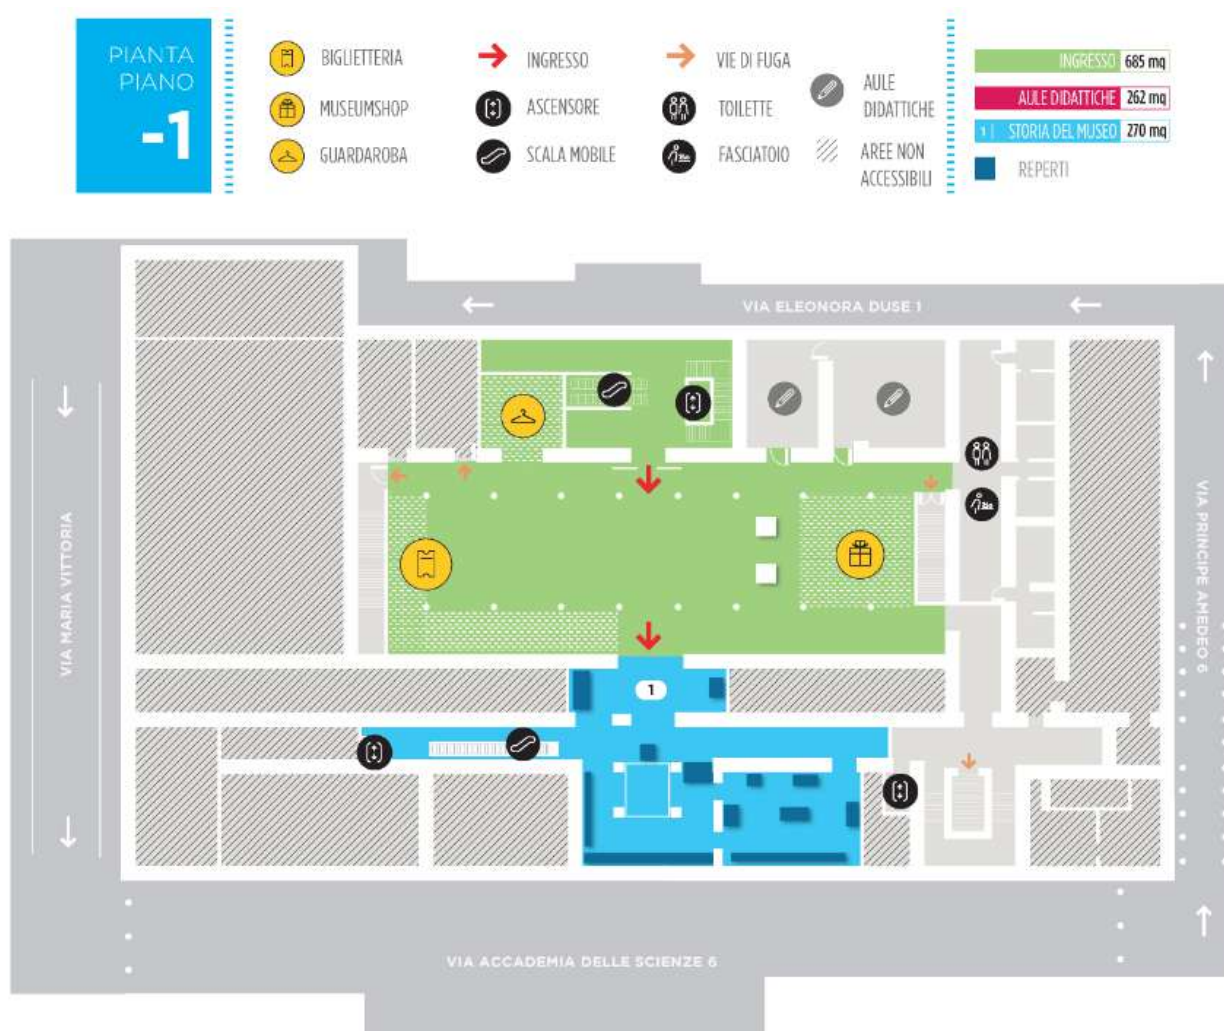 PIANTA
PIANO
-1
BIGLIETTERIA
MUSEUMSHOP
GUARDAROBA
INGRESSO
ASCENSORE
SCALA MOBILE
VIE DI FUGA
TOILETTE
FASCIATOIO
AULE
DIDATTICHE
AREE NON
ACCESSIBILI
INGRESSO 685 mq
AULE DIDATTICHE 262 mq
1 | STORIA DEL MUSEO 270 mq
REPERTI
VIA ELEONORA DUSE 1
VIA MARIA VITTORIA
VIA PRINCIPE AMEDEO 6
1
VIA ACCADEMIA DELLE SCIENZE 6